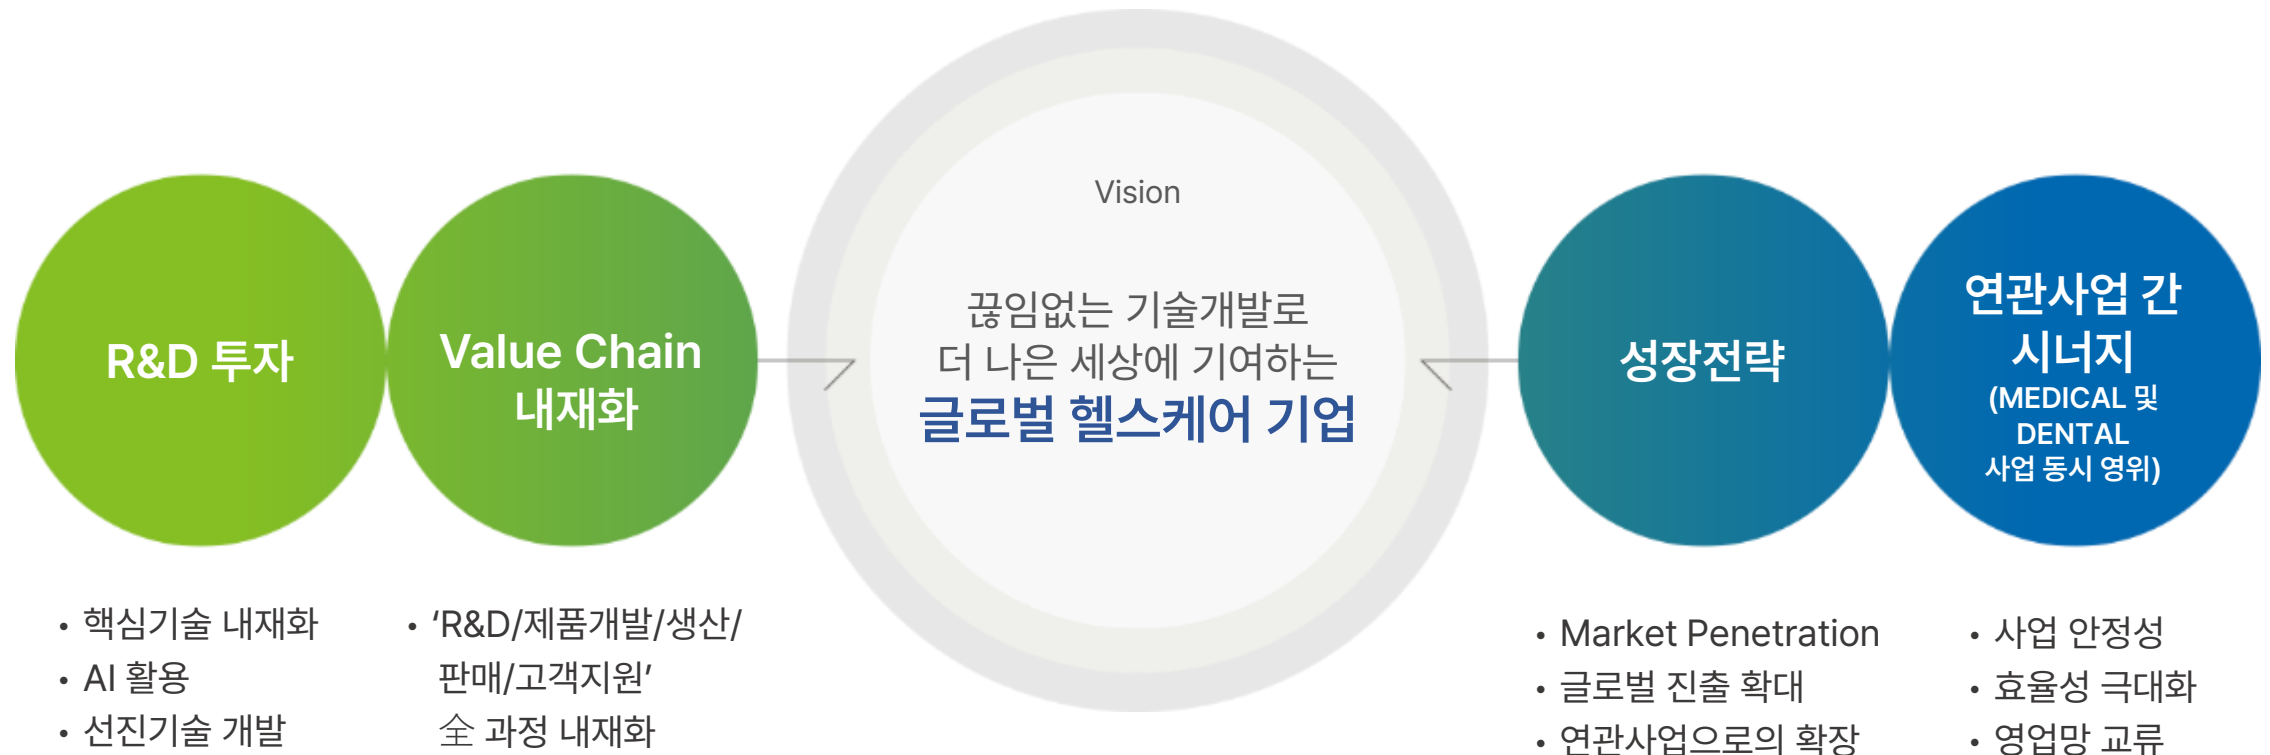 R&D 투자
Value Chain
내재화
Vision
끊임없는 기술개발로
더 나은 세상에 기여하는
글로벌 헬스케어 기업
성장전략
연관사업 간
시너지
(MEDICAL 및
DENTAL
사업 동시 영위)
• 핵심기술 내재화
• AI 활용
• 선진기술 개발
• ‘R&D/제품개발/생산/
판매/고객지원’
全 과정 내재화
• Market Penetration
• 글로벌 진출 확대
• 연관사업으로의 확장
• 사업 안정성
• 효율성 극대화
• 영업망 교류